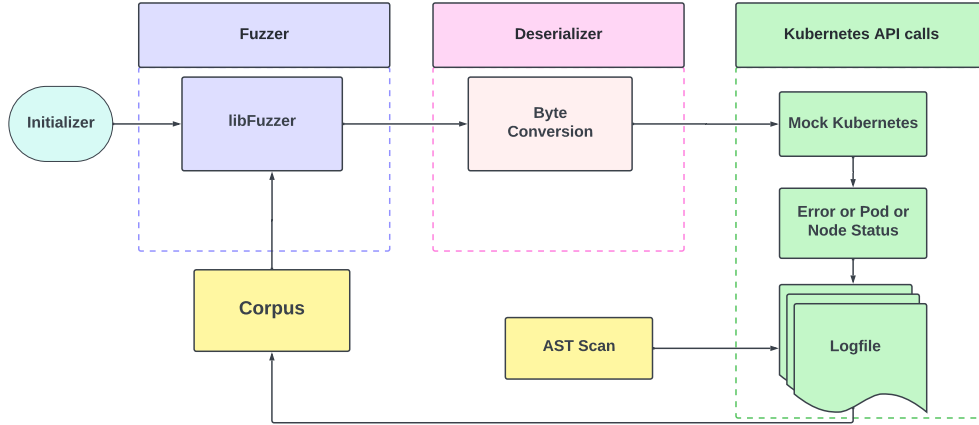 Fuzzer
Deserializer
Kubernetes API calls
Initializer
libFuzzer
Byte
Conversion
Mock Kubernetes
Error or Pod or
Node Status
Corpus
AST Scan
Logfile